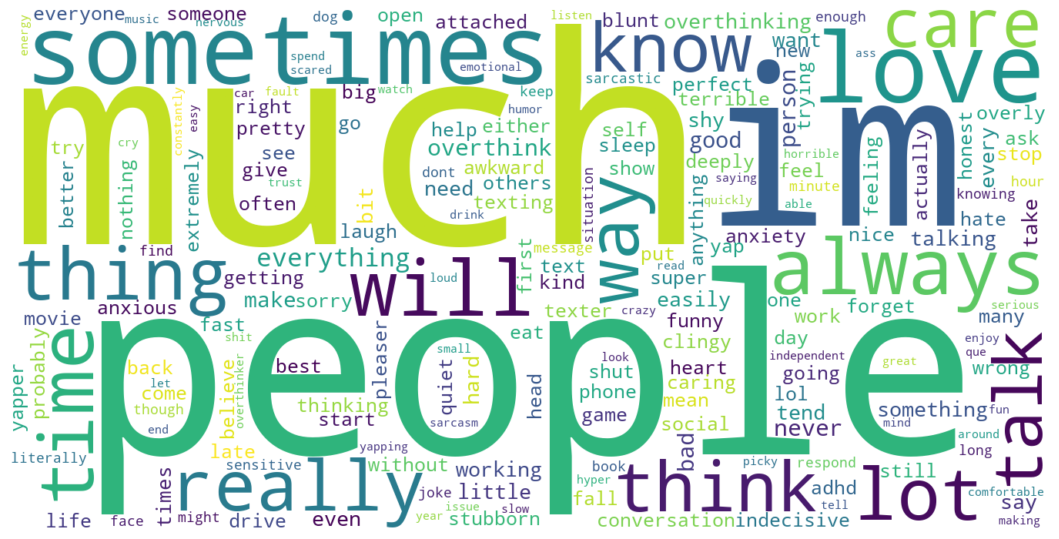 energy everyone music someone dog open attached listen blunt overthinking enough care
nervous sometimes spend scared emotional know want new love
sarcastic perfect terrible trying person overly
much im
constantly easy car fault watch right big keep humor
try cry pretty go help either self shy good honest every ask stop
better nothing extremely see give overthink sleep deeply feel horrible minute feeling actually hour
trust often bit dont awkward others show saying able knowing
need texting way anything quickly hate take
laugh drink situation anxiety nice talking
find everything message put yap always
thing getting will loud first text read super
anxious make sorry kind easily one forget serious
movie fast texter crazy funny work many
time probably shit eat clingy day enjoy
yapper back let best pleaser small look shut heart independent great que wrong talk
people
come believe overthinker quiet hard phone caring going
though thinking head game mean lol something fun
end late start sarcasm social tend never mind around
literally yapping bad long
really sensitive without working book picky respond still comfortable
times joke issue little hyper think adhd lot say
life face might drive even year slow stubborn fall conversation tell indecisive making